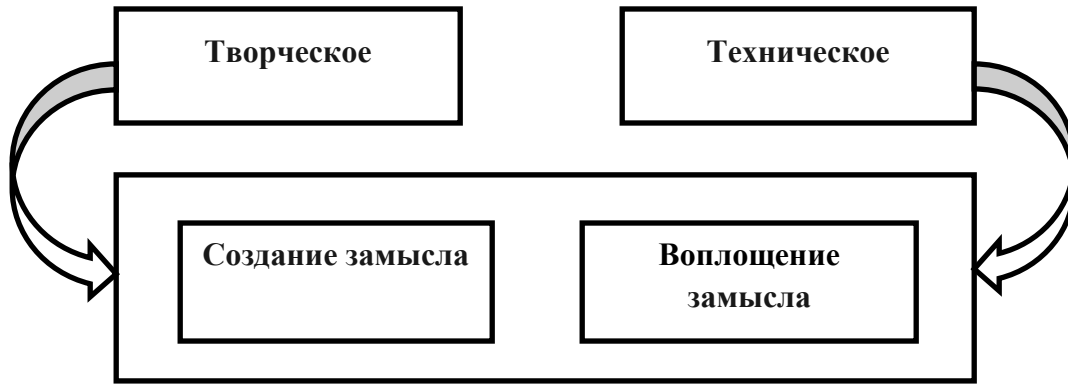 Творческое
Техническое
Создание замысла
Воплощение
замысла